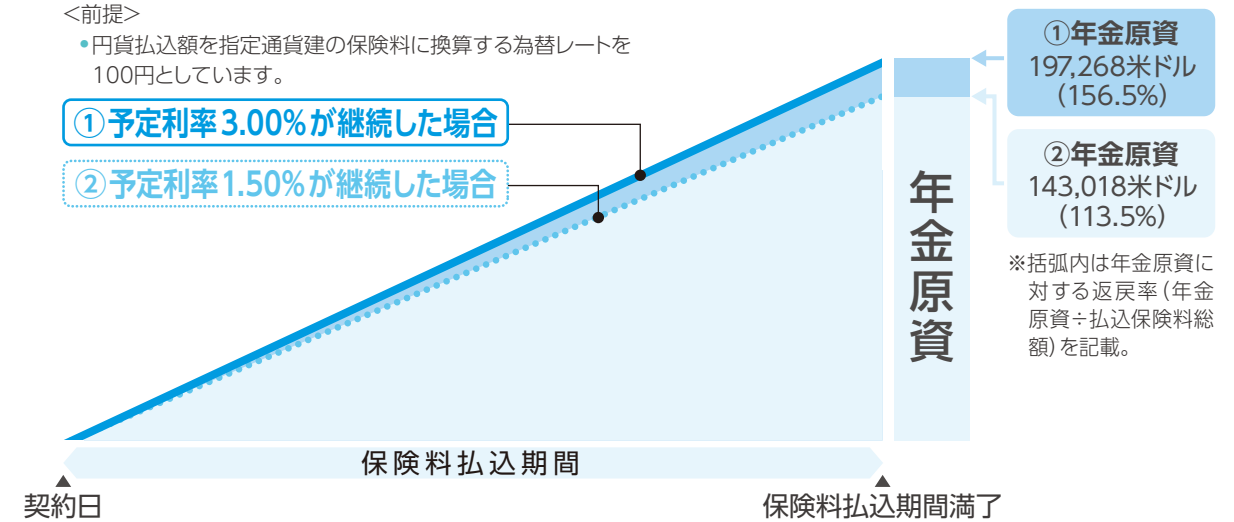 ＜前提＞
•円貨払込額を指定通貨建の保険料に換算する為替レートを
100円としています。
①予定利率3.00%が継続した場合
②予定利率1.50%が継続した場合
①年金原資
197,268米ドル
(156.5%)
②年金原資
143,018米ドル
(113.5%)
※括弧内は年金原資に
対する返戻率(年金
原資÷払込保険料総
額)を記載。
年金原資
保険料払込期間
▲
契約日
▲
保険料払込期間満了